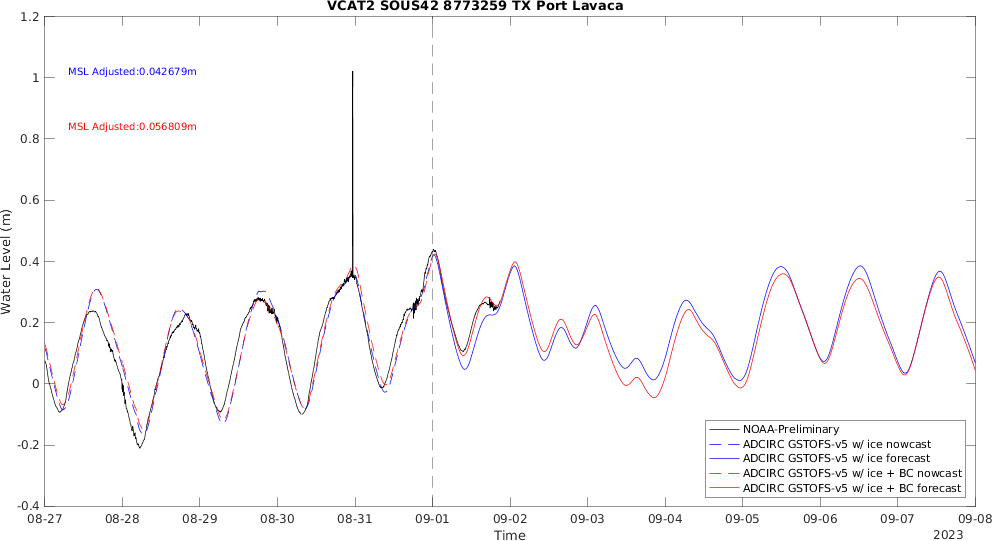 VCAT2 SOUS42 8773259 TX Port Lavaca
1.2
1
0.8
0.6
0.4
0.2
0
-0.2
-0.4
Water Level (m)
MSL Adjusted:0.042679m
MSL Adjusted:0.056809m
NOAA-Preliminary
ADCIRC GSTOFS-v5 w/ ice nowcast
ADCIRC GSTOFS-v5 w/ ice forecast
ADCIRC GSTOFS-v5 w/ ice + BC nowcast
ADCIRC GSTOFS-v5 w/ ice + BC forecast
08-27 08-28 08-29 08-30 08-31 09-01 09-02 09-03 09-04 09-05 09-06 09-07 09-08
Time
2023